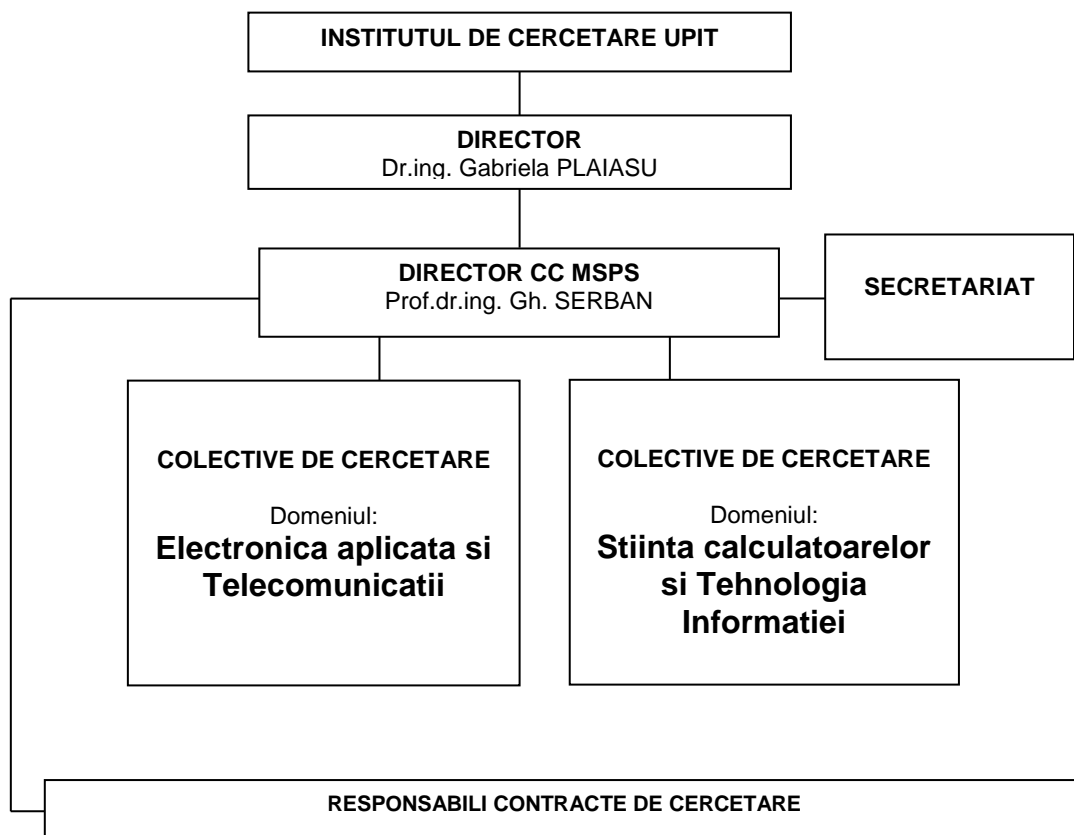 INSTITUTUL DE CERCETARE UPIT
DIRECTOR
Dr.ing. Gabriela PLAIASU
DIRECTOR CC MSPS
Prof.dr.ing. Gh. SERBAN
SECRETARIAT
COLECTIVE DE CERCETARE
Domeniul:
Electronica aplicata si
Telecomunicatii
COLECTIVE DE CERCETARE
Domeniul:
Stiinta calculatoarelor
si Tehnologia
Informatiei
RESPONSABILI CONTRACTE DE CERCETARE